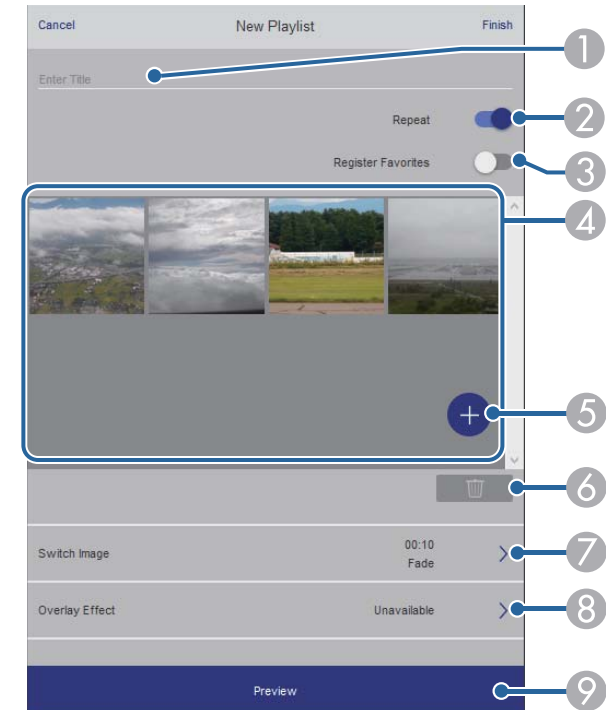 Cancel New Playlist Finish
1
Enter Title
Repeat 2
Register Favorites 3
4
5
6
Switch Image 00:10 7
Fade
Overlay Effect Unavailable 8
Preview 9